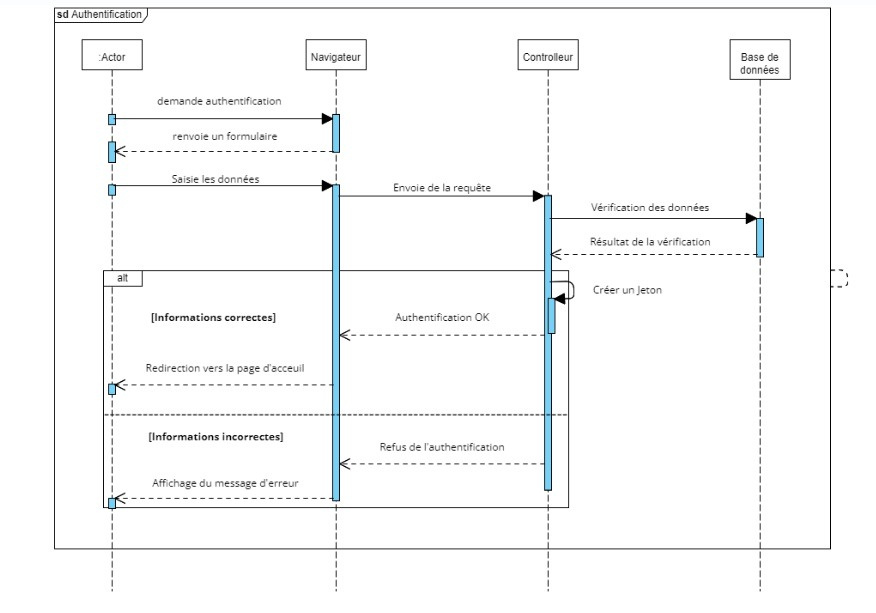 sd Authentification
:Actor
Navigateur
Controlleur
Base de
données
demande authentification
renvoie un formulaire
Saisie les données
Envoie de la requête
Vérification des données
Résultat de la vérification
alt
Créer un Jeton
[Informations correctes]
Authentification OK
Redirection vers la page d'acceuil
[Informations incorrectes]
Refus de l'authentification
Affichage du message d'erreur